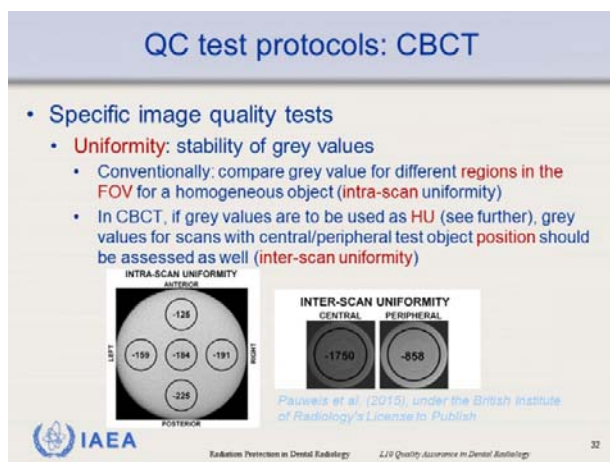 QC test protocols: CBCT
• Specific image quality tests
• Uniformity: stability of grey values
• Conventionally: compare grey value for different regions in the
FOV for a homogeneous object (intra-scan uniformity)
• In CBCT, if grey values are to be used as HU (see further), grey
values for scans with central/peripheral test object position should
be assessed as well (inter-scan uniformity)
INTRA-SCAN UNIFORMITY
ANTERIOR
-125
LEFT
-159
-184
-191
RIGHT
-225
POSTERIOR
INTER-SCAN UNIFORMITY
CENTRAL PERIPHERAL
-1750
-858
Pauwels et al. (2015), under the British Institute
of Radiology's License to Publish
IAEA
Radiation Protection in Dental Radiology L10 Quality Assurance in Dental Radiology
32